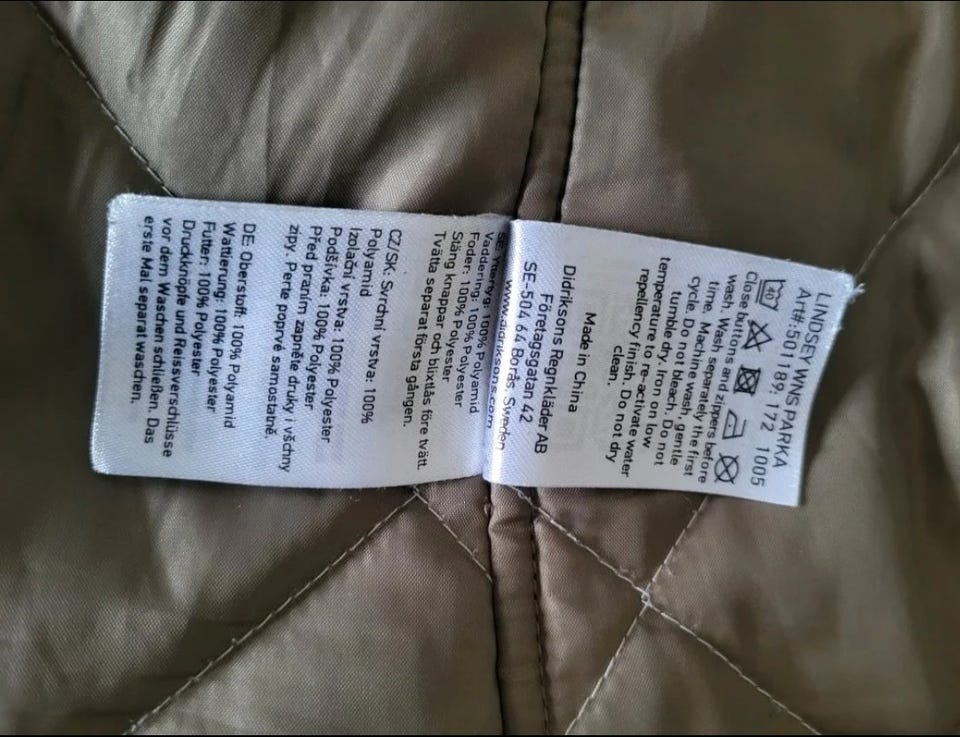 LINDSEY WNS PARKA
Art#:501189; 172 1005
40
Close buttons and zippers before
wash. Wash separately the first
time. Machine wash, gentle
cycle. Do not bleach. Do not
tumble dry. Iron on low
temperature to re-activate water
repellency finish. Do not dry
clean.
Made in China
Didriksons Regnkläder AB
Företagsgatan 42
SE-504 64 Borås. Sweden
www.didriksons.com
SE Yttertyg: 100% Polyamid
Vaddering: 100% Polyester
Foder: 100% Polyester
Stäng knappar och blixtlås före tvätt.
Tvätta separat första gången.
CZ/SK: Svrchní vrstva: 100%
Polyamid
Izolační vrstva: 100% Polyester
Podšívka: 100% Polyester
Před praním zapněte druky i všchny
zipy. Perte poprvé samostatně.
DE Oberstoff: 100% Polyamid
Wattierung: 100% Polyamid
Futter: 100% Polyester
Druckknöpfe und Reissverschlüsse
vor dem Waschen schließen. Das
erste Mal separat waschen.